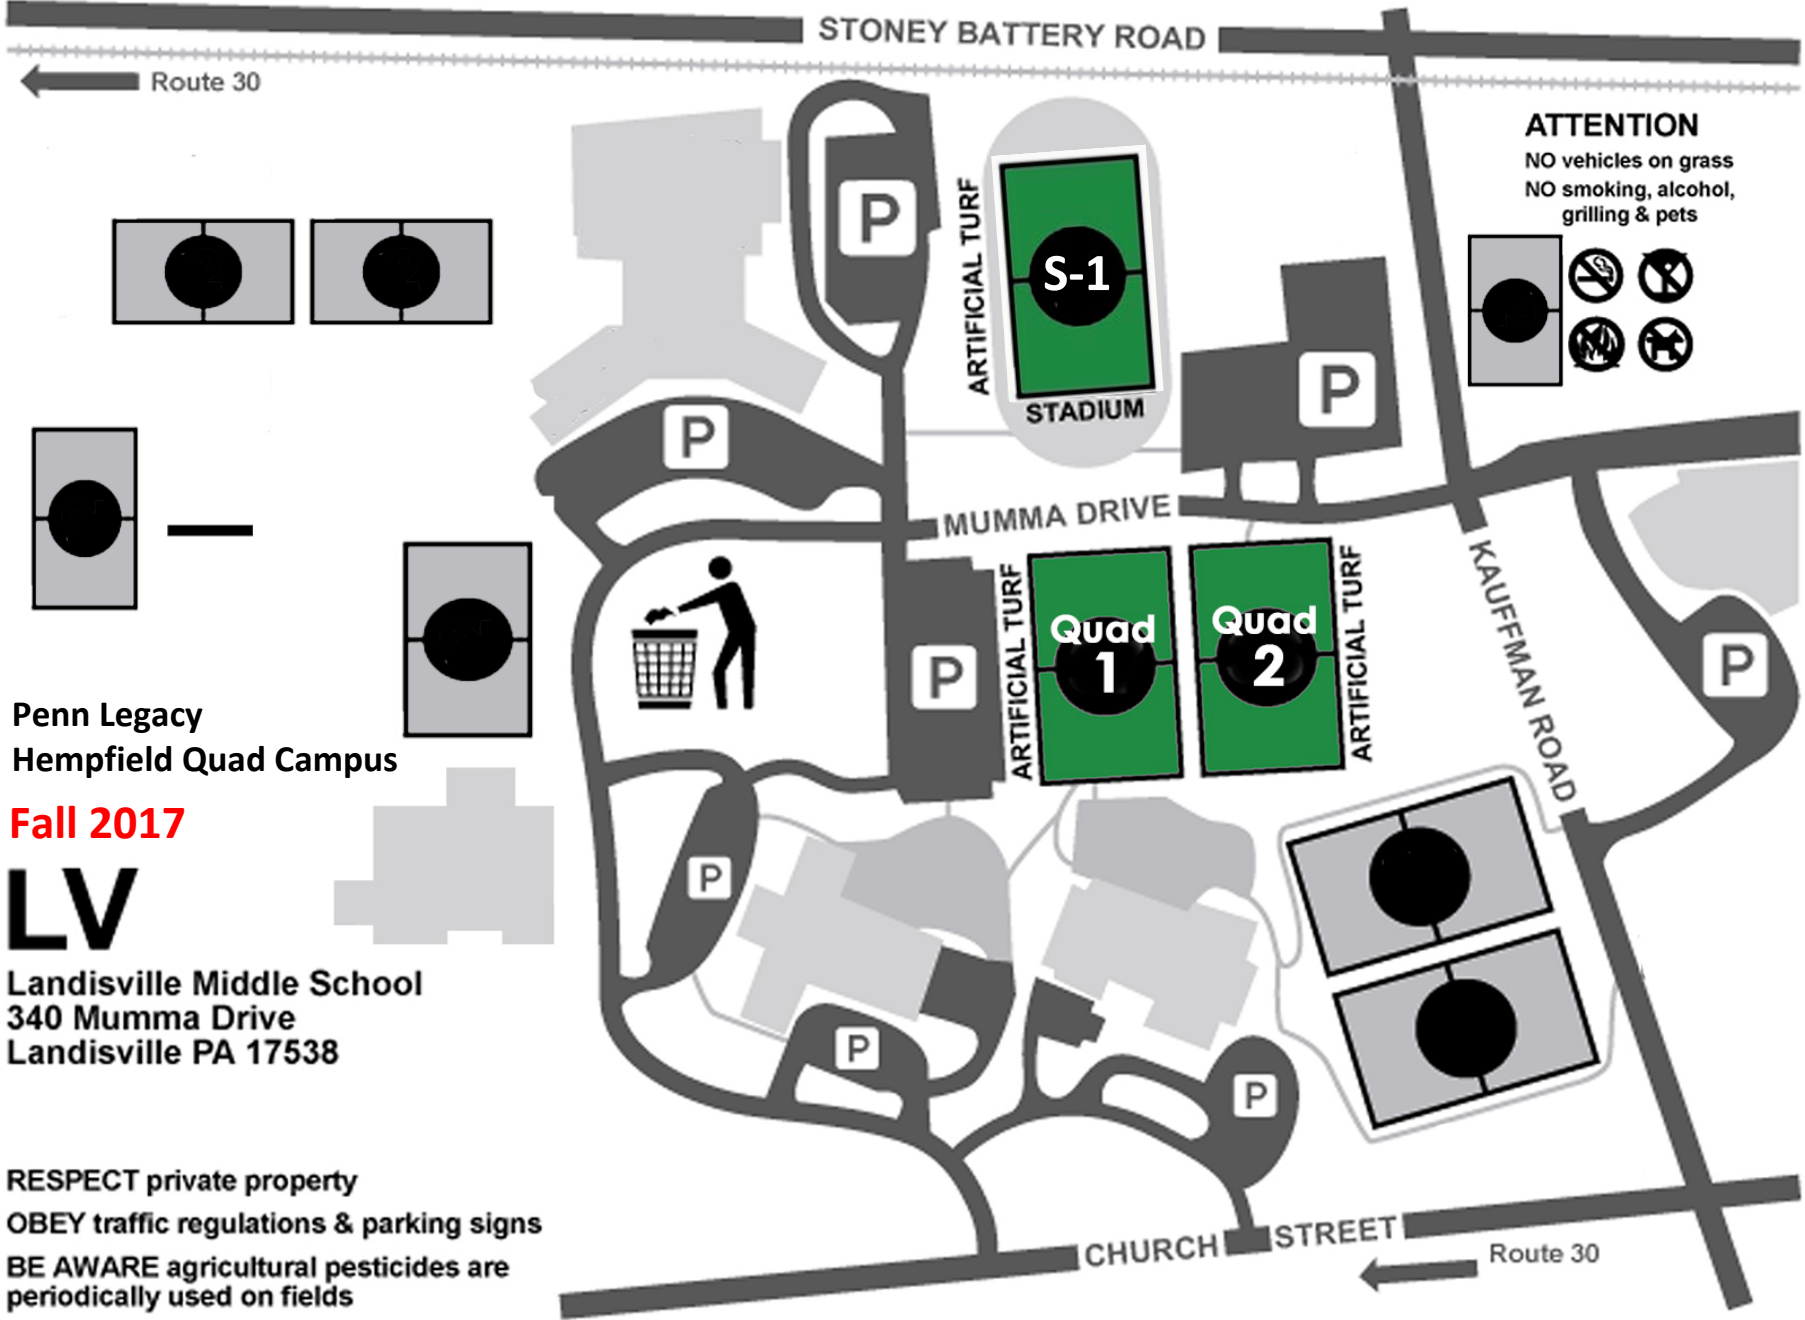 STONEY BATTERY ROAD
Route 30
ATTENTION
NO vehicles on grass
NO smoking, alcohol,
grilling & pets
P
ARTIFICIAL TURF
S-1
STADIUM
P
P
MUMMA DRIVE
KAUFFMAN ROAD
P
ARTIFICIAL TURF
Quad
1
Quad
2
ARTIFICIAL TURF
P
Penn Legacy
Hempfield Quad Campus
Fall 2017
LV
Landisville Middle School
340 Mumma Drive
Landisville PA 17538
P
P
P
RESPECT private property
OBEY traffic regulations & parking signs
BE AWARE agricultural pesticides are
periodically used on fields
CHURCH STREET
Route 30